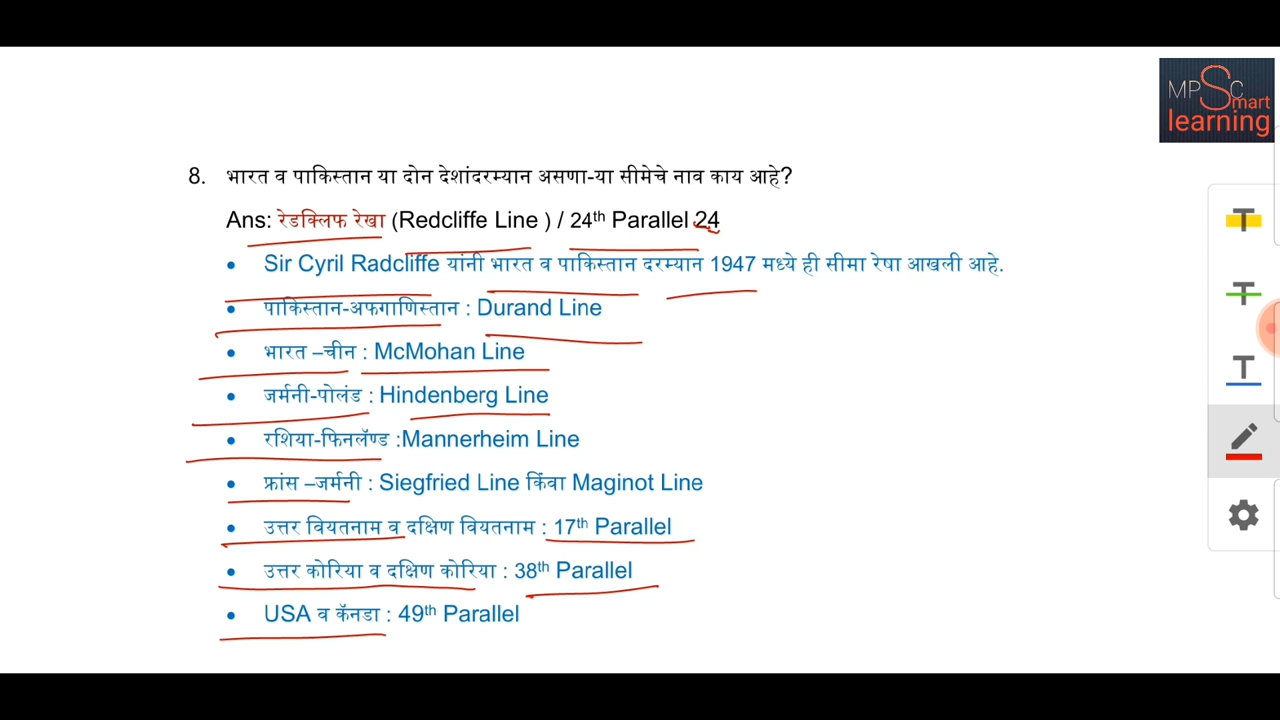 MPSC Smart learning
8. भारत व पाकिस्तान या दोन देशांदरम्यान असणा-या सीमेचे नाव काय आहे?
Ans: रेडक्लिफ रेखा (Redcliffe Line ) / 24th Parallel 24
• Sir Cyril Radcliffe यांनी भारत व पाकिस्तान दरम्यान 1947 मध्ये ही सीमा रेषा आखली आहे.
• पाकिस्तान-अफगाणिस्तान : Durand Line
• भारत –चीन : McMohan Line
• जर्मनी-पोलंड : Hindenberg Line
• रशिया-फिनलॅण्ड :Mannerheim Line
• फ्रांस –जर्मनी : Siegfried Line किंवा Maginot Line
• उत्तर वियतनाम व दक्षिण वियतनाम : 17th Parallel
• उत्तर कोरिया व दक्षिण कोरिया : 38th Parallel
• USA व कॅनडा : 49th Parallel
T
T
T